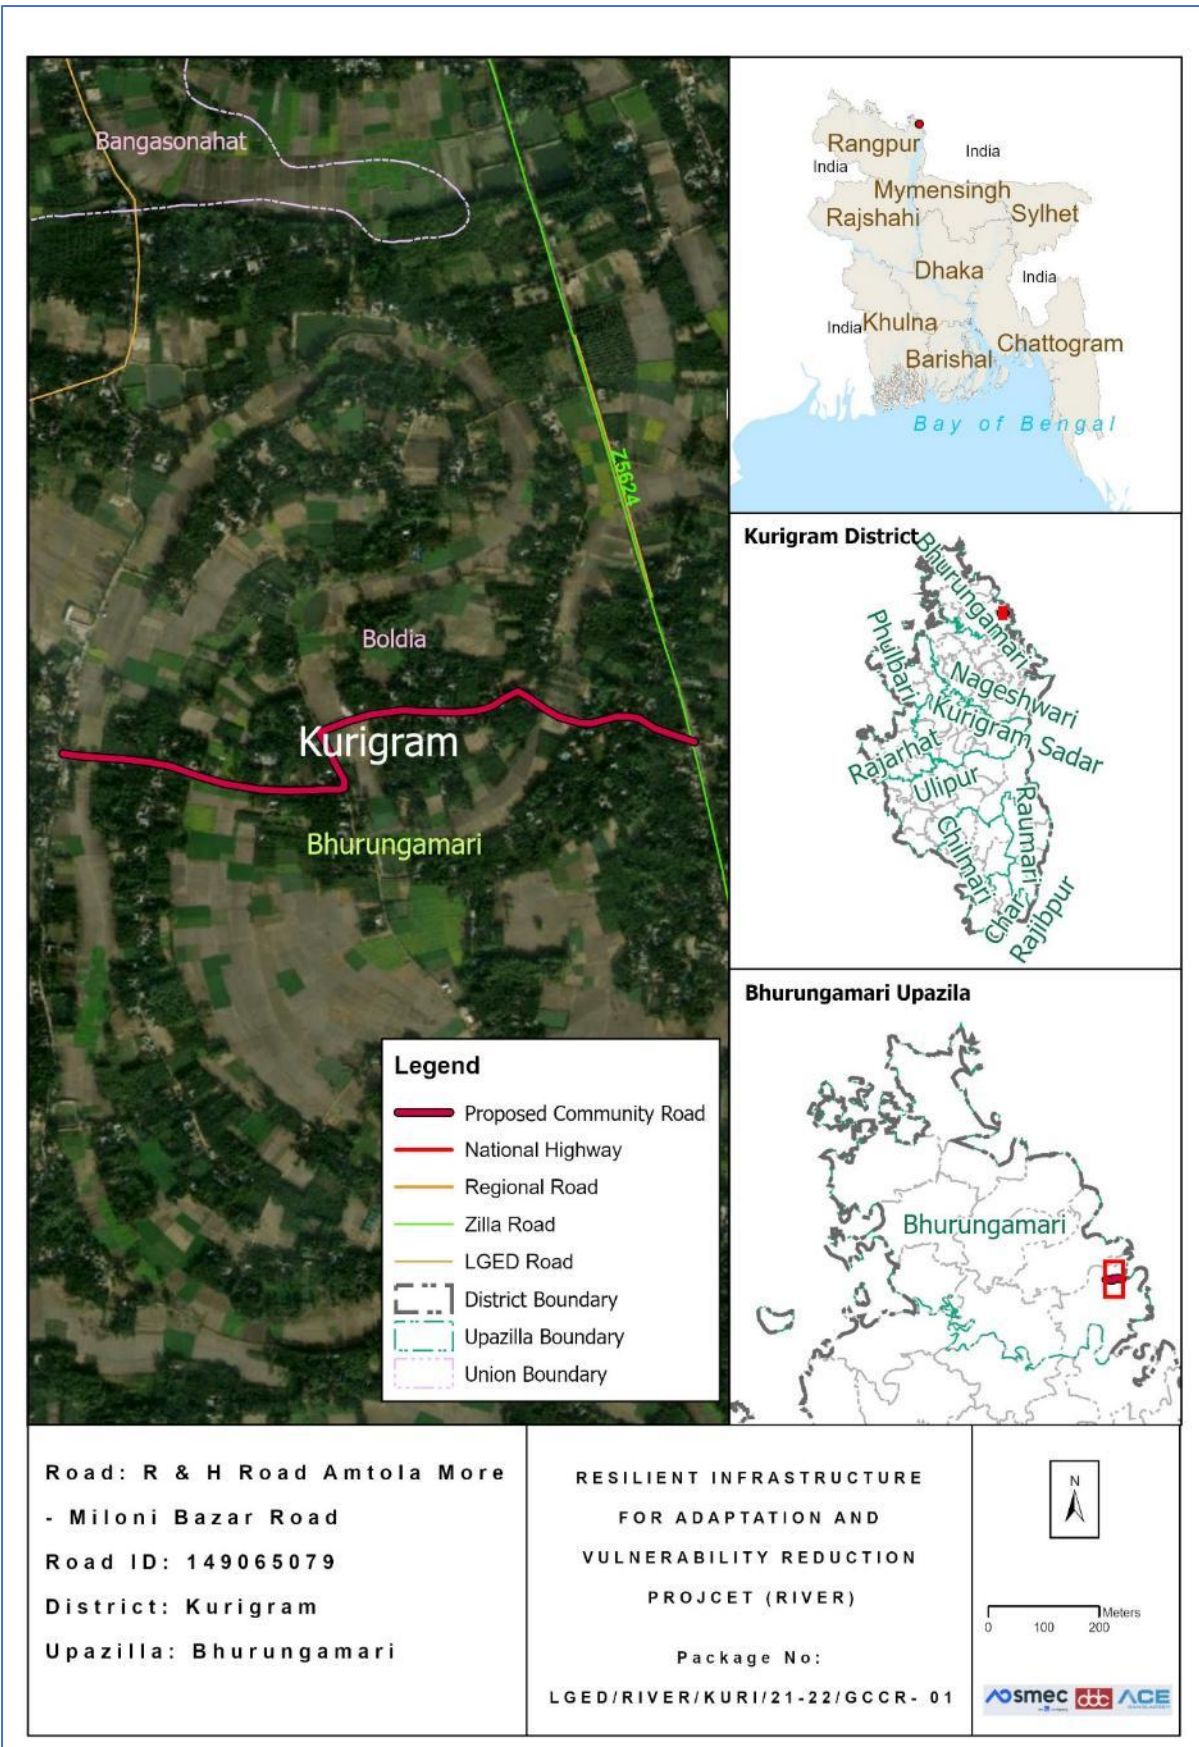 Bangasonahat
Z5624
Boldia
Kurigram
Bhurungamari
Legend
Proposed Community Road
National Highway
Regional Road
Zilla Road
LGED Road
District Boundary
Upazilla Boundary
Union Boundary
Rangpur
India
India
Mymensingh
Rajshahi
Sylhet
Dhaka
India
India
Khulna
Chattogram
Barishal
Bay of Bengal
Kurigram District
Bhurungamari
Phulbari
Nageshwari
Kurigram Sadar
Rajarhat
Ulipur
Raumari
Chilmari
Char
Rajibpur
Bhurungamari Upazila
Bhurungamari
Road: R & H Road Amtola More
- Miloni Bazar Road
Road ID: 149065079
District: Kurigram
Upazilla: Bhurungamari
RESILIENT INFRASTRUCTURE
FOR ADAPTATION AND
VULNERABILITY REDUCTION
PROJCET (RIVER)
Package No:
LGED/RIVER/KURI/21-22/GCCR- 01
N
Meters
0 100 200
smec
ddc
ACE